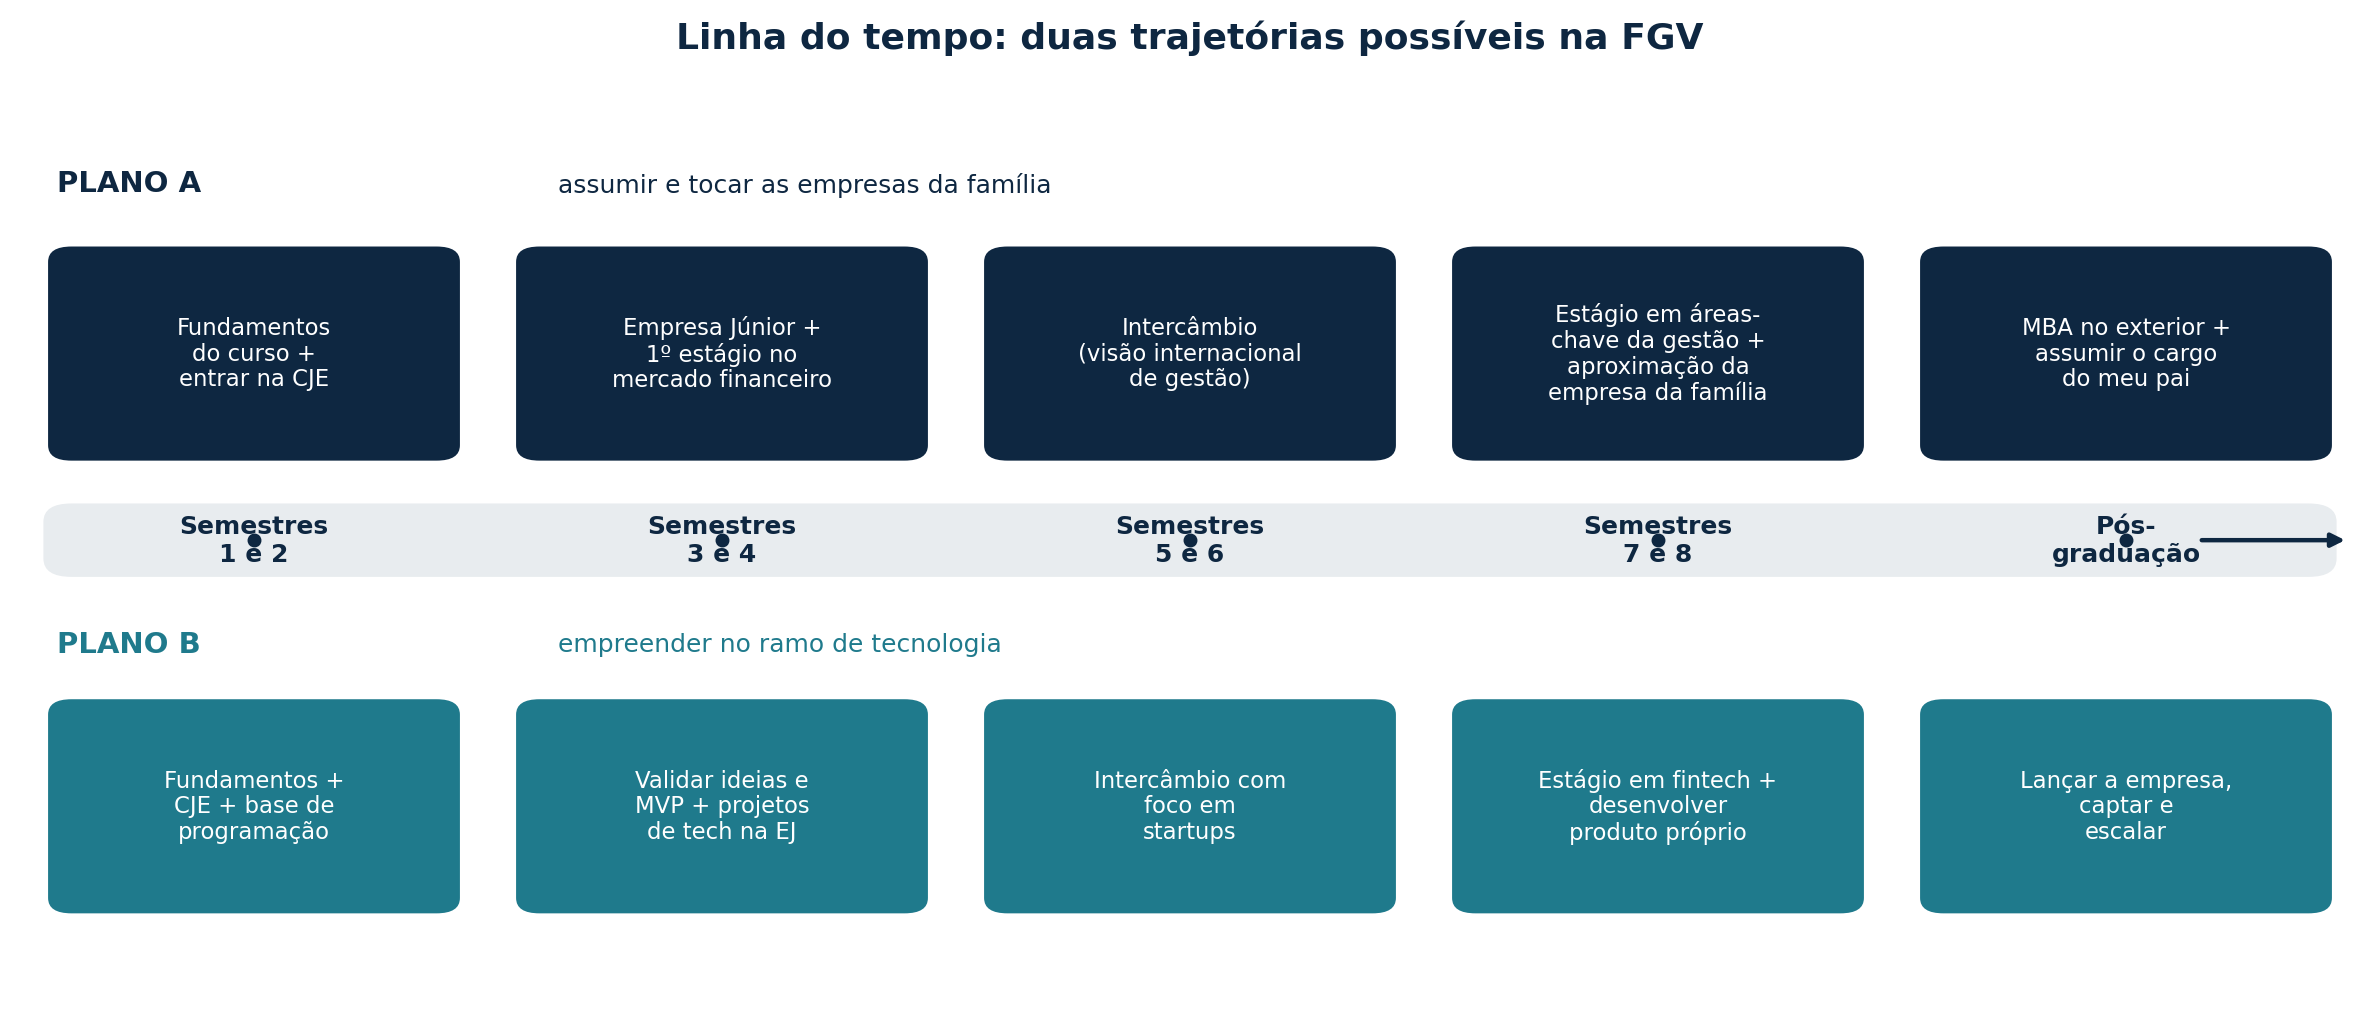 Linha do tempo: duas trajetórias possíveis na FGV
PLANO A
assumir e tocar as empresas da família
Fundamentos
do curso +
entrar na CJE
Empresa Júnior +
1º estágio no
mercado financeiro
Intercâmbio
(visão internacional
de gestão)
Estágio em áreas-
chave da gestão +
aproximação da
empresa da família
MBA no exterior +
assumir o cargo
do meu pai
Semestres
1 e 2
Semestres
3 e 4
Semestres
5 e 6
Semestres
7 e 8
Pós-
graduação
PLANO B
empreender no ramo de tecnologia
Fundamentos +
CJE + base de
programação
Validar ideias e
MVP + projetos
de tech na EJ
Intercâmbio com
foco em
startups
Estágio em fintech +
desenvolver
produto próprio
Lançar a empresa,
captar e
escalar